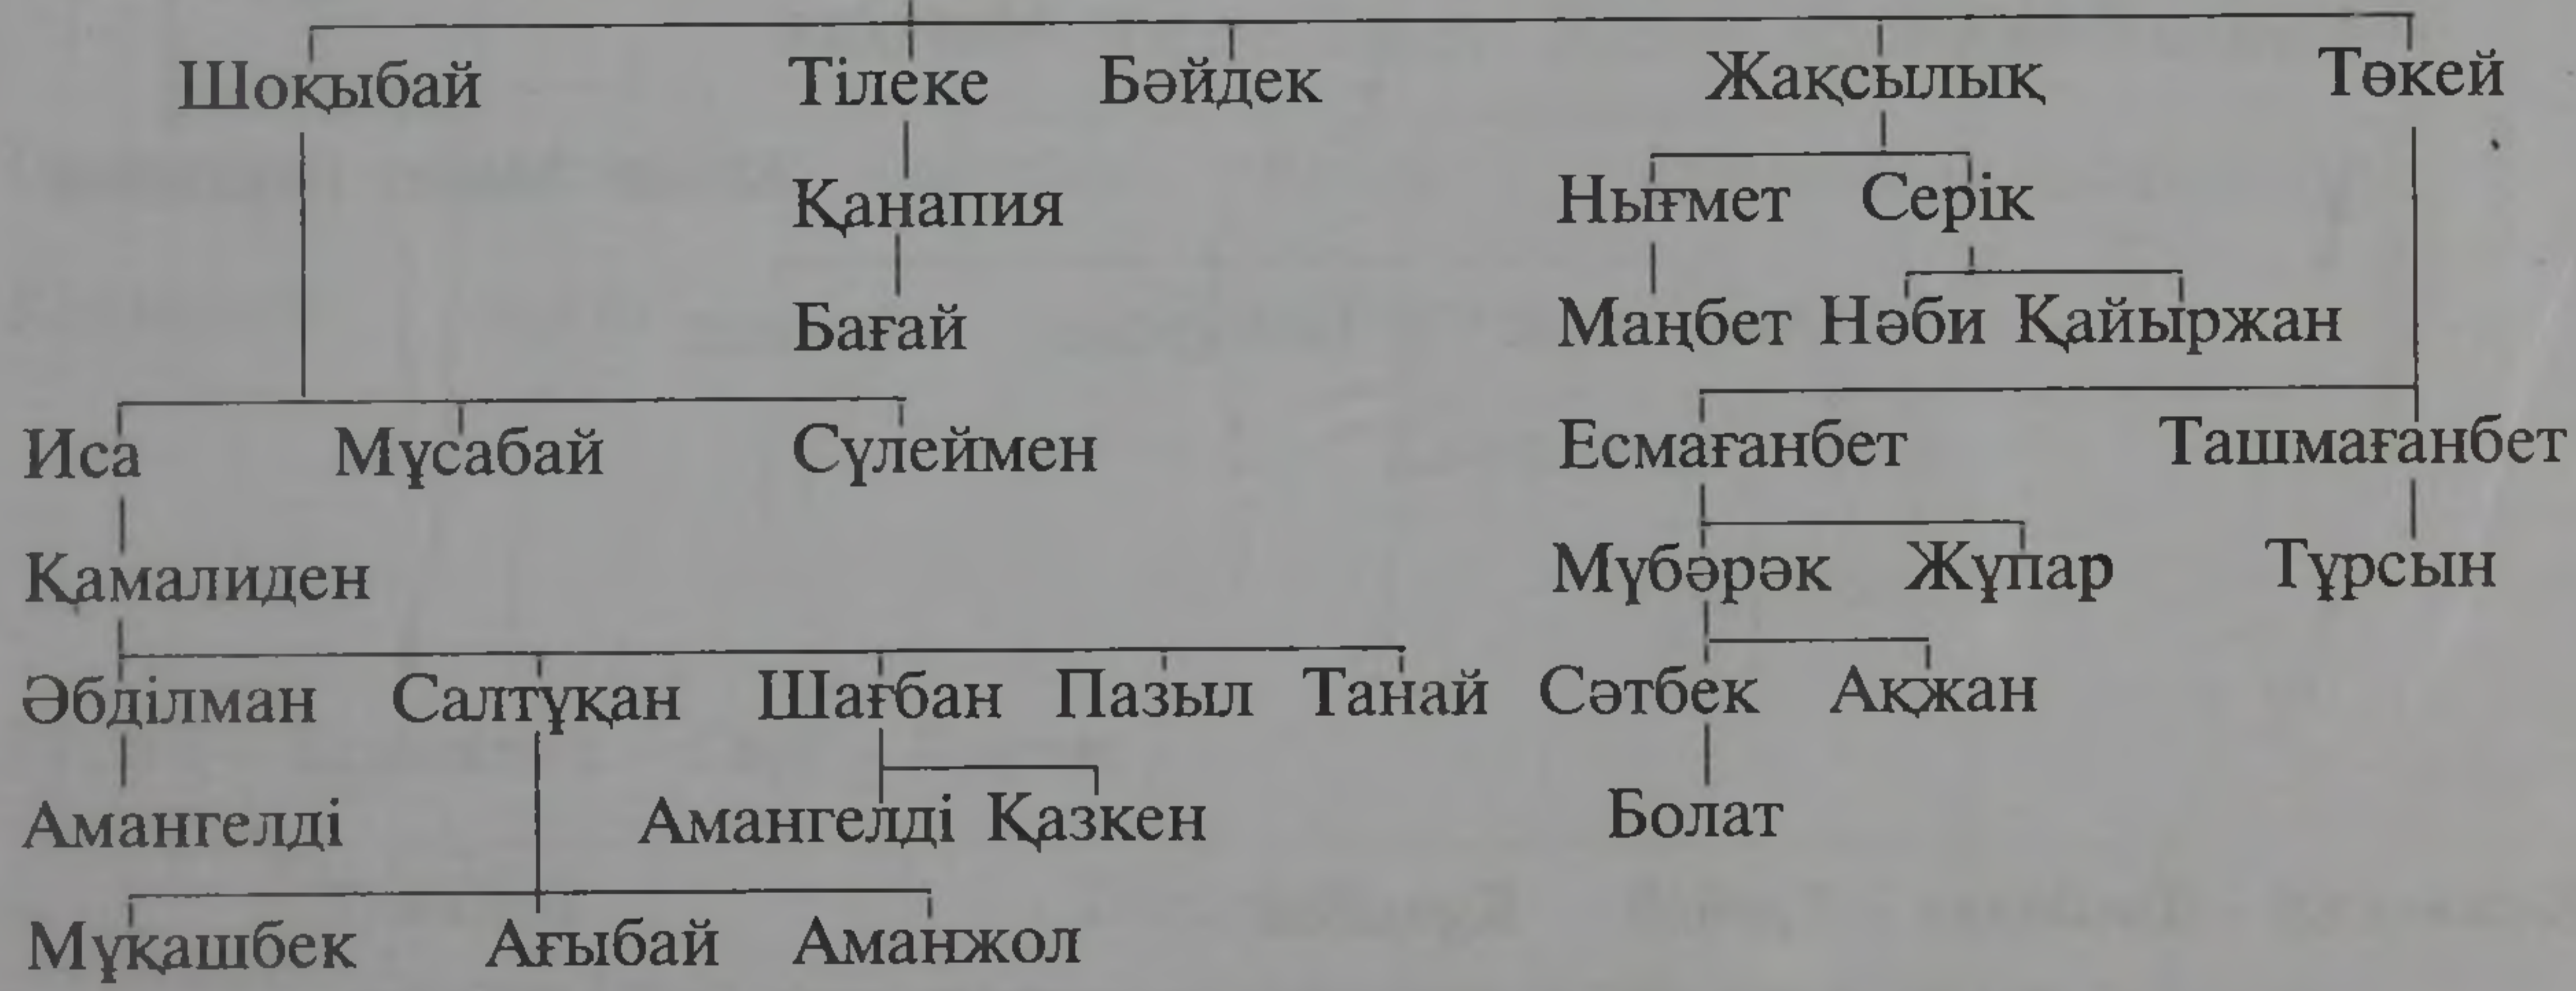 Шоқыбай Тілеке Бәйдек Жақсылық Төкей
Қанапия Нығмет Серік
Бағай Маңбет Нәби Қайыржан
Иса Мұсабай Сүлеймен Есмағанбет Ташмағанбет
Қамалиден Мүбәрәк Жұпар Тұрсын
Әбділман Салтұқан Шағбан Пазыл Танай Сәтбек Ақжан
Амангелді Амангелді Қазкен Болат
Мұқашбек Ағыбай Аманжол